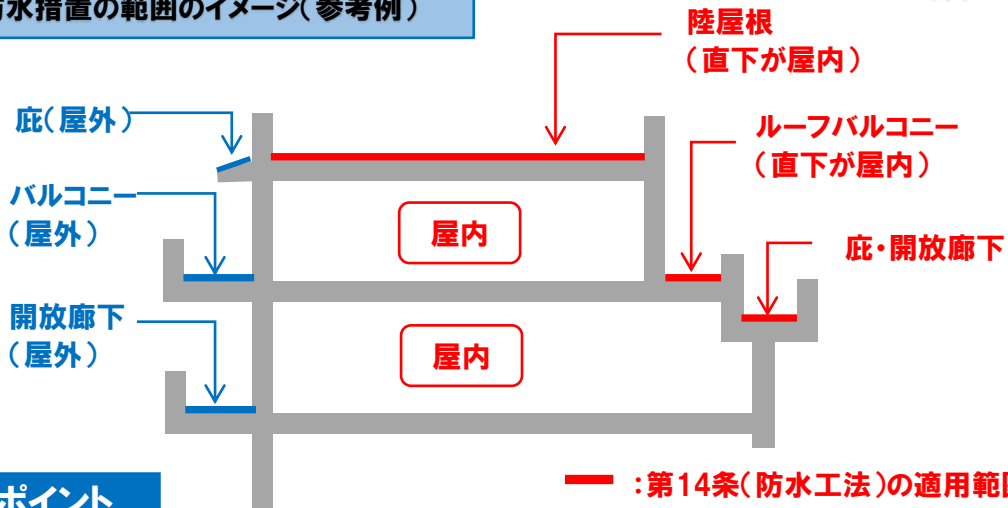 防水措置の範囲のイメージ(参考例)
陸屋根
(直下が屋内)
庇(屋外)
ルーフバルコニー
(直下が屋内)
バルコニー
(屋外)
屋内
庇・開放廊下
開放廊下
(屋外)
屋内
:第14条(防水工法)の適用範囲
ポイント